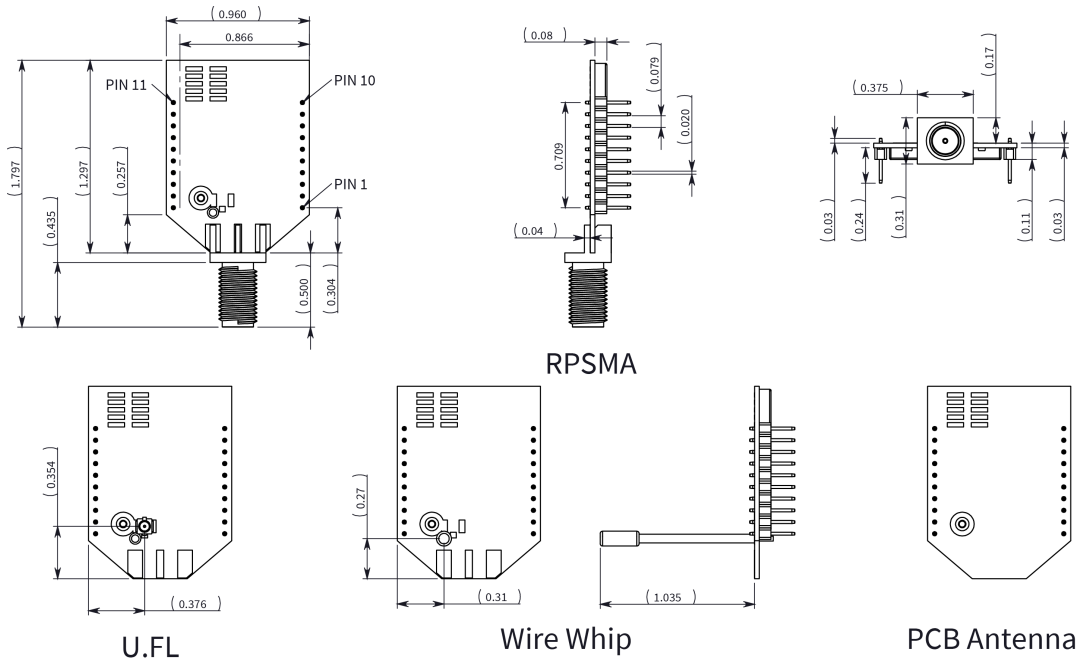 ( 0.960 )
0.866
PIN 11
PIN 10
PIN 1
( 1.797 )
( 1.297 )
( 0.257 )
( 0.435 )
( 0.500 )
( 0.304 )
( 0.08 )
( 0.079 )
( 0.020 )
0.709
( 0.04 )
( 0.17 )
( 0.375 )
( 0.03 )
( 0.24 )
( 0.31 )
( 0.11 )
( 0.03 )
RPSMA
( 0.354 )
( 0.376 )
U.FL
( 0.27 )
( 0.31 )
( 1.035 )
Wire Whip
PCB Antenna